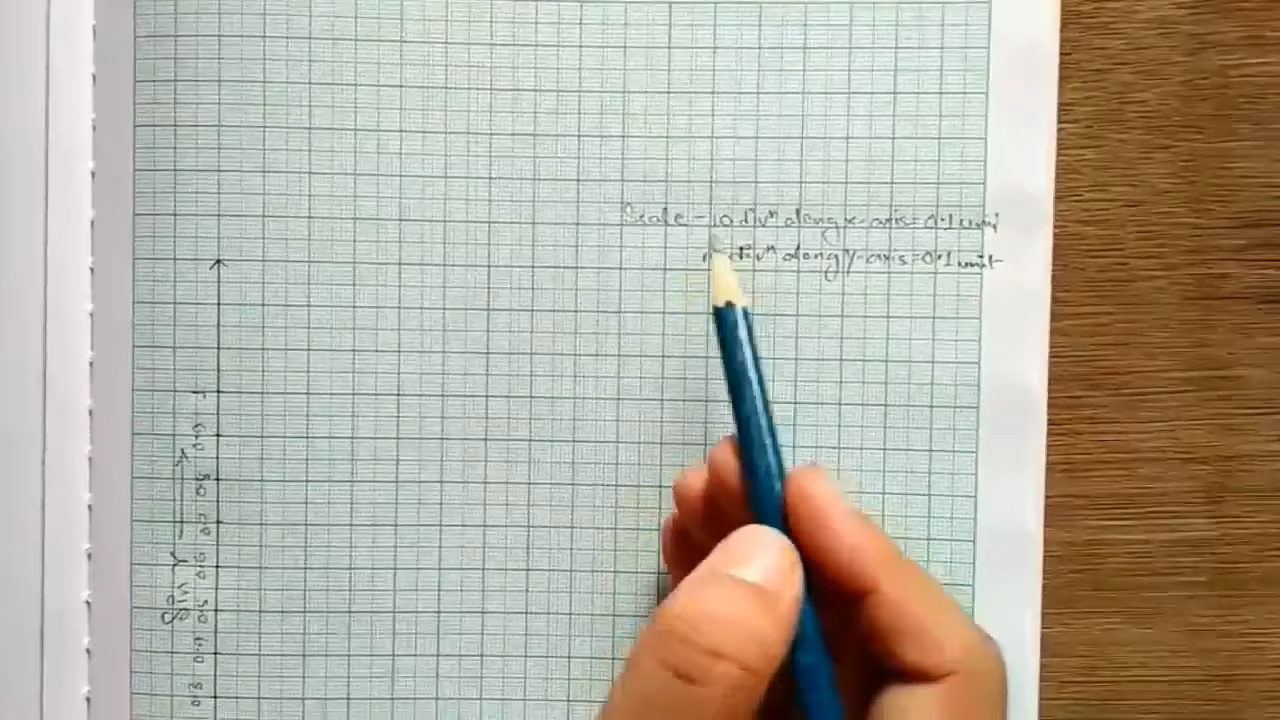 Scale - 10 divⁿ along x-axis = 0.1 unit
divⁿ along y-axis = 0.1 unit
1
0.9
0.8
0.7
0.6
0.5
0.4
0.3
Sin r →